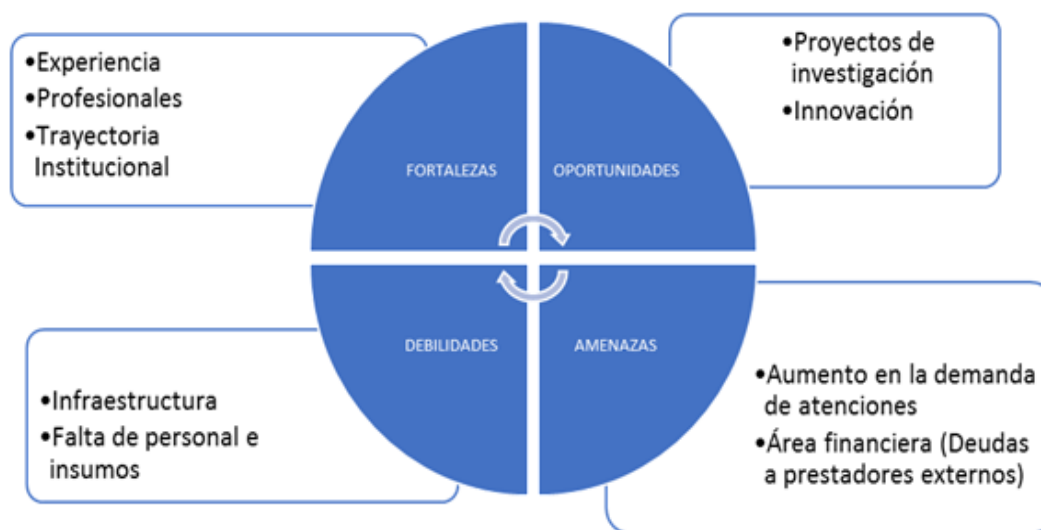 •Experiencia
•Profesionales
•Trayectoria
Institucional
FORTALEZAS
OPORTUNIDADES
•Proyectos de
investigación
•Innovación
•Infraestructura
•Falta de personal e
insumos
DEBILIDADES
AMENAZAS
•Aumento en la demanda
de atenciones
•Área financiera (Deudas
a prestadores externos)